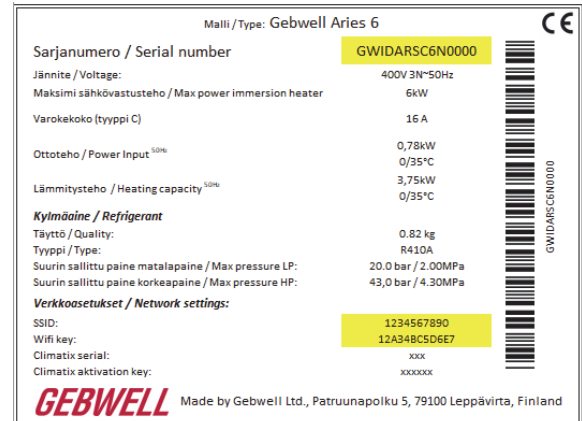 Malli/Type: Gebwell Aries 6
CE
Sarjanumero / Serial number GWIDARSC6N0000
Jännite / Voltage: 400V 3N~50Hz
Maksimi sähkövastusteho / Max power immersion heater 6kW
Varokekoko (tyyppi C) 16 A
Ottoteho / Power Input 50Hz 0,78kW
0/35°C
Lämmitysteho / Heating capacity 50Hz 3,75kW
0/35°C
Kylmäaine / Refrigerant
Täyttö / Quality: 0.82 kg
Tyyppi / Type: R410A
Suurin sallittu paine matalapaine / Max pressure LP: 20.0 bar / 2.00MPa
Suurin sallittu paine korkeapaine / Max pressure HP: 43,0 bar / 4.30MPa
Verkkoasetukset / Network settings:
SSID: 1234567890
Wifi key: 12A34BC5D6E7
Climatix serial: xxx
Climatix activation key: xxxxxx
GWIDARSC6N0000
GEBWELL Made by Gebwell Ltd., Patruunapolku 5, 79100 Leppävirta, Finland